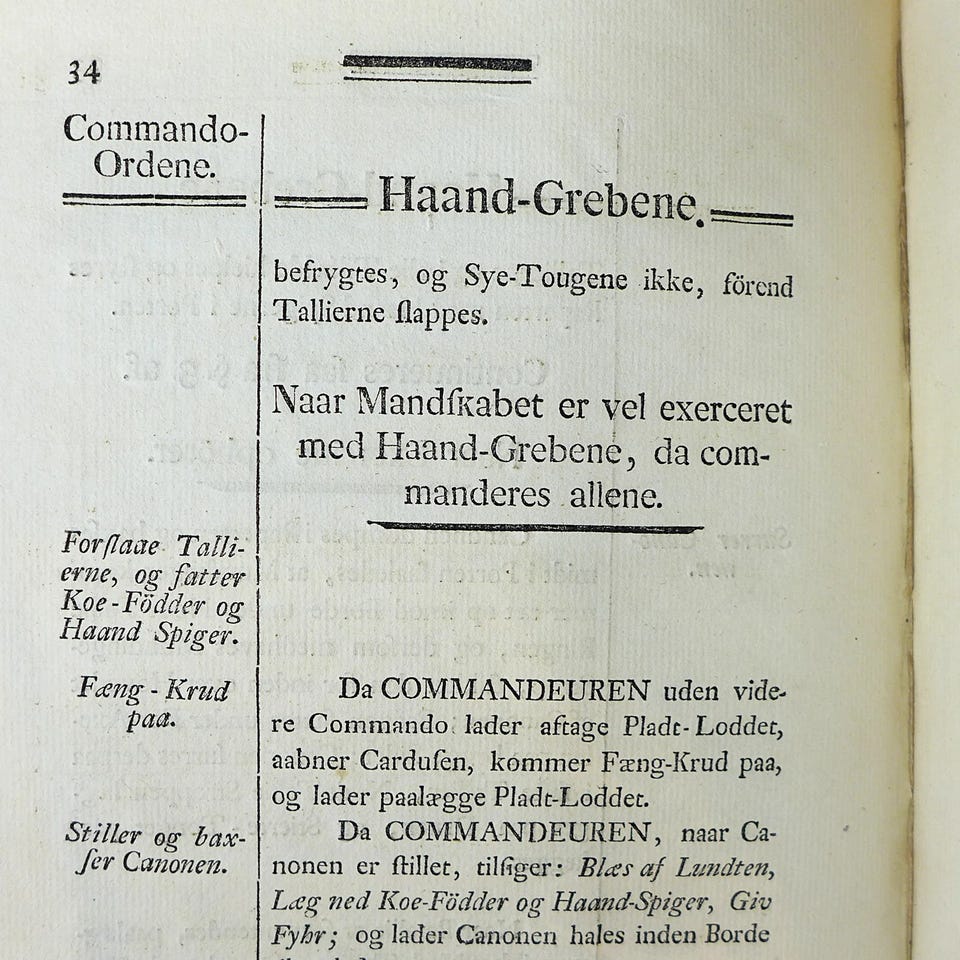 34
Commando-
Ordene.
Haand-Grebene.
befrygtes, og Sye-Tougene ikke, förend
Tallierne ſlappes.
Naar Mandſkabet er vel exerceret
med Haand-Grebene, da com-
manderes allene.
Forſlaae Talli-
erne, og fatter
Koe-Födder og
Haand Spiger.
Fæng-Krud
paa.
Da COMMANDEUREN uden vide-
re Commando lader aftage Pladt-Loddet,
aabner Carduſen, kommer Fæng-Krud paa,
og lader paalægge Pladt-Loddet.
Stiller og bax-
ſer Canonen.
Da COMMANDEUREN, naar Ca-
nonen er ſtillet, tilſiger: Blæs af Lundten,
Læg ned Koe-Födder og Haand-Spiger, Giv
Fyhr; og lader Canonen hales inden Borde